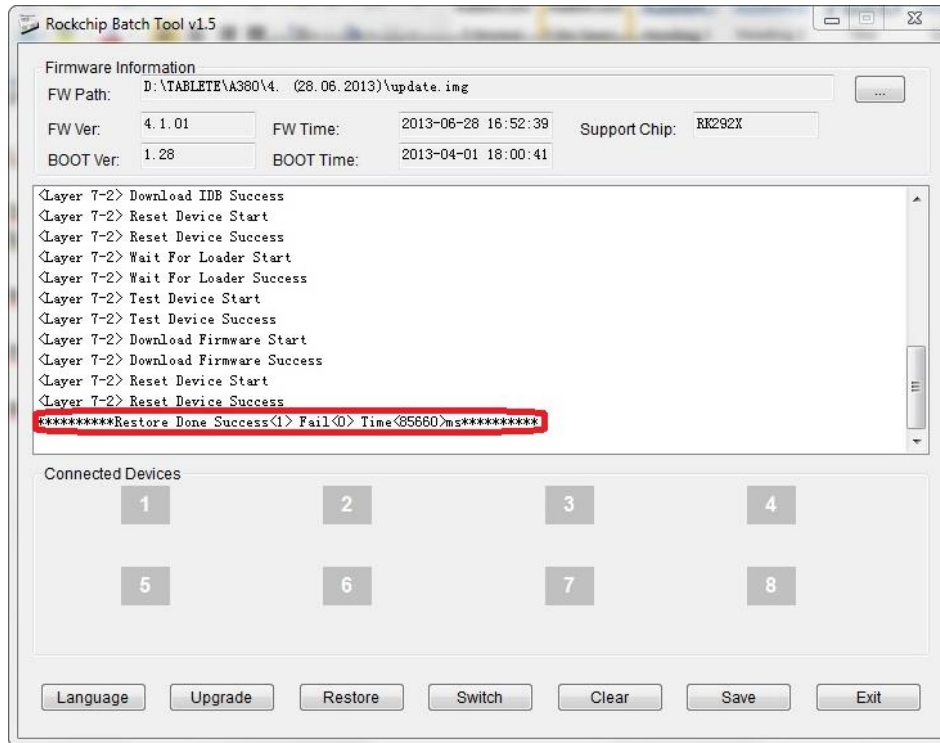 Rockchip Batch Tool v1.5
Firmware Information
FW Path: D:\TABLETE\A380\4. (28.06.2013)\update.img ...
FW Ver: 4.1.01 FW Time: 2013-06-28 16:52:39 Support Chip: RK292X
BOOT Ver: 1.28 BOOT Time: 2013-04-01 18:00:41
<Layer 7-2> Download IDB Success
<Layer 7-2> Reset Device Start
<Layer 7-2> Reset Device Success
<Layer 7-2> Wait For Loader Start
<Layer 7-2> Wait For Loader Success
<Layer 7-2> Test Device Start
<Layer 7-2> Test Device Success
<Layer 7-2> Download Firmware Start
<Layer 7-2> Download Firmware Success
<Layer 7-2> Reset Device Start
<Layer 7-2> Reset Device Success
**********Restore Done Success<1> Fail<0> Time<85660>ms**********
Connected Devices
1 2 3 4
5 6 7 8
Language Upgrade Restore Switch Clear Save Exit